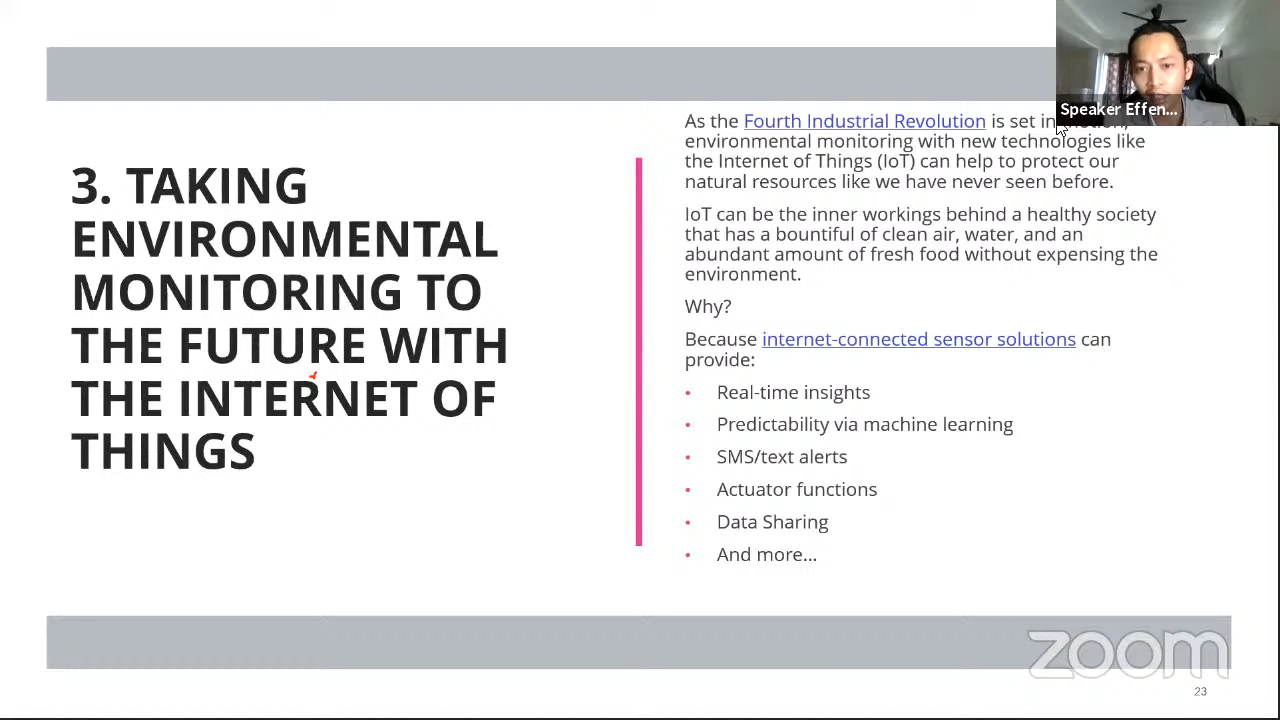 Speaker Effen...
3. TAKING
ENVIRONMENTAL
MONITORING TO
THE FUTURE WITH
THE INTERNET OF
THINGS
As the Fourth Industrial Revolution is set in
environmental monitoring with new technologies like
the Internet of Things (IoT) can help to protect our
natural resources like we have never seen before.
IoT can be the inner workings behind a healthy society
that has a bountiful of clean air, water, and an
abundant amount of fresh food without expensing the
environment.
Why?
Because internet-connected sensor solutions can
provide:
• Real-time insights
• Predictability via machine learning
• SMS/text alerts
• Actuator functions
• Data Sharing
• And more...
zoom
23